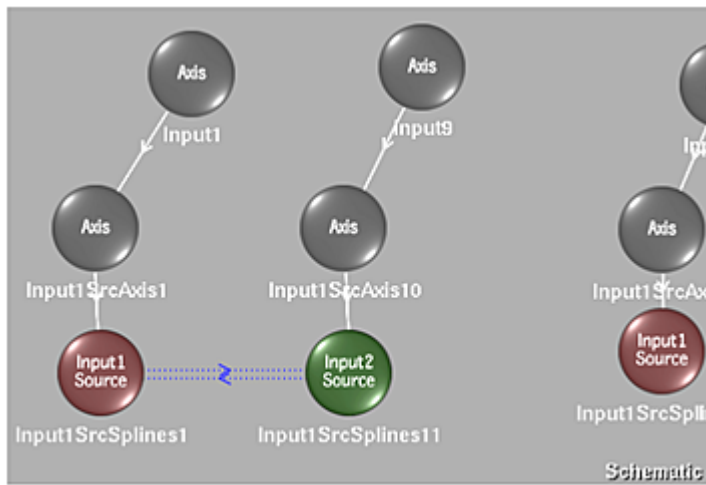 Axis
Input1
Axis
Input1SrcAxis1
Input1
Source
Input1SrcSplines1
Axis
Input9
Axis
Input1SrcAxis10
Input2
Source
Input1SrcSplines11
Axis
Input1
Source
Schematic